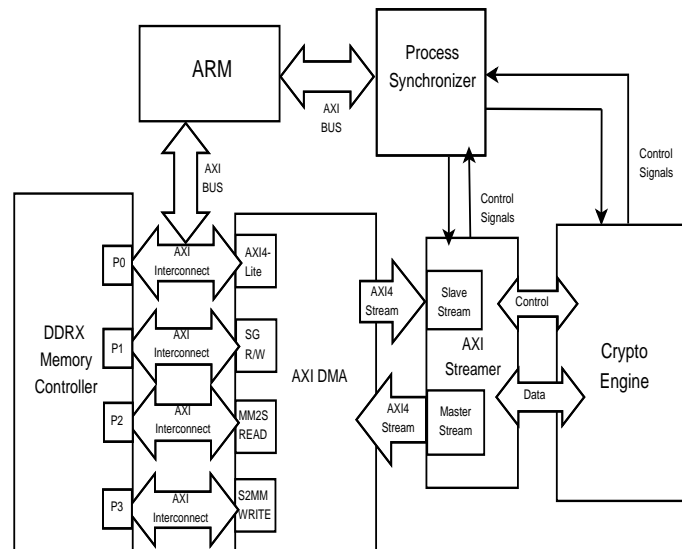 ARM
Process
Synchronizer
AXI
BUS
AXI
BUS
Control
Signals
Control
Signals
DDRX
Memory
Controller
P0
AXI
Interconnect
AXI4-
Lite
P1
AXI
Interconnect
SG
R/W
P2
AXI
Interconnect
MM2S
READ
P3
AXI
Interconnect
S2MM
WRITE
AXI DMA
AXI4
Stream
AXI4
Stream
Slave
Stream
AXI
Streamer
Master
Stream
Control
Data
Crypto
Engine